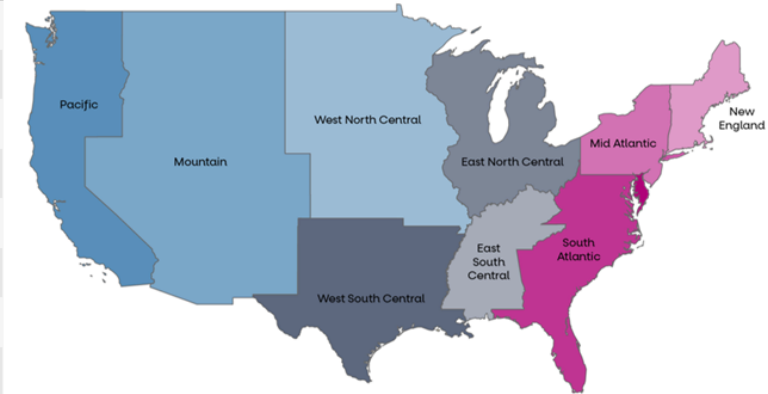 Pacific
Mountain
West North Central
East North Central
Mid Atlantic
New
England
East
South
Central
South
Atlantic
West South Central